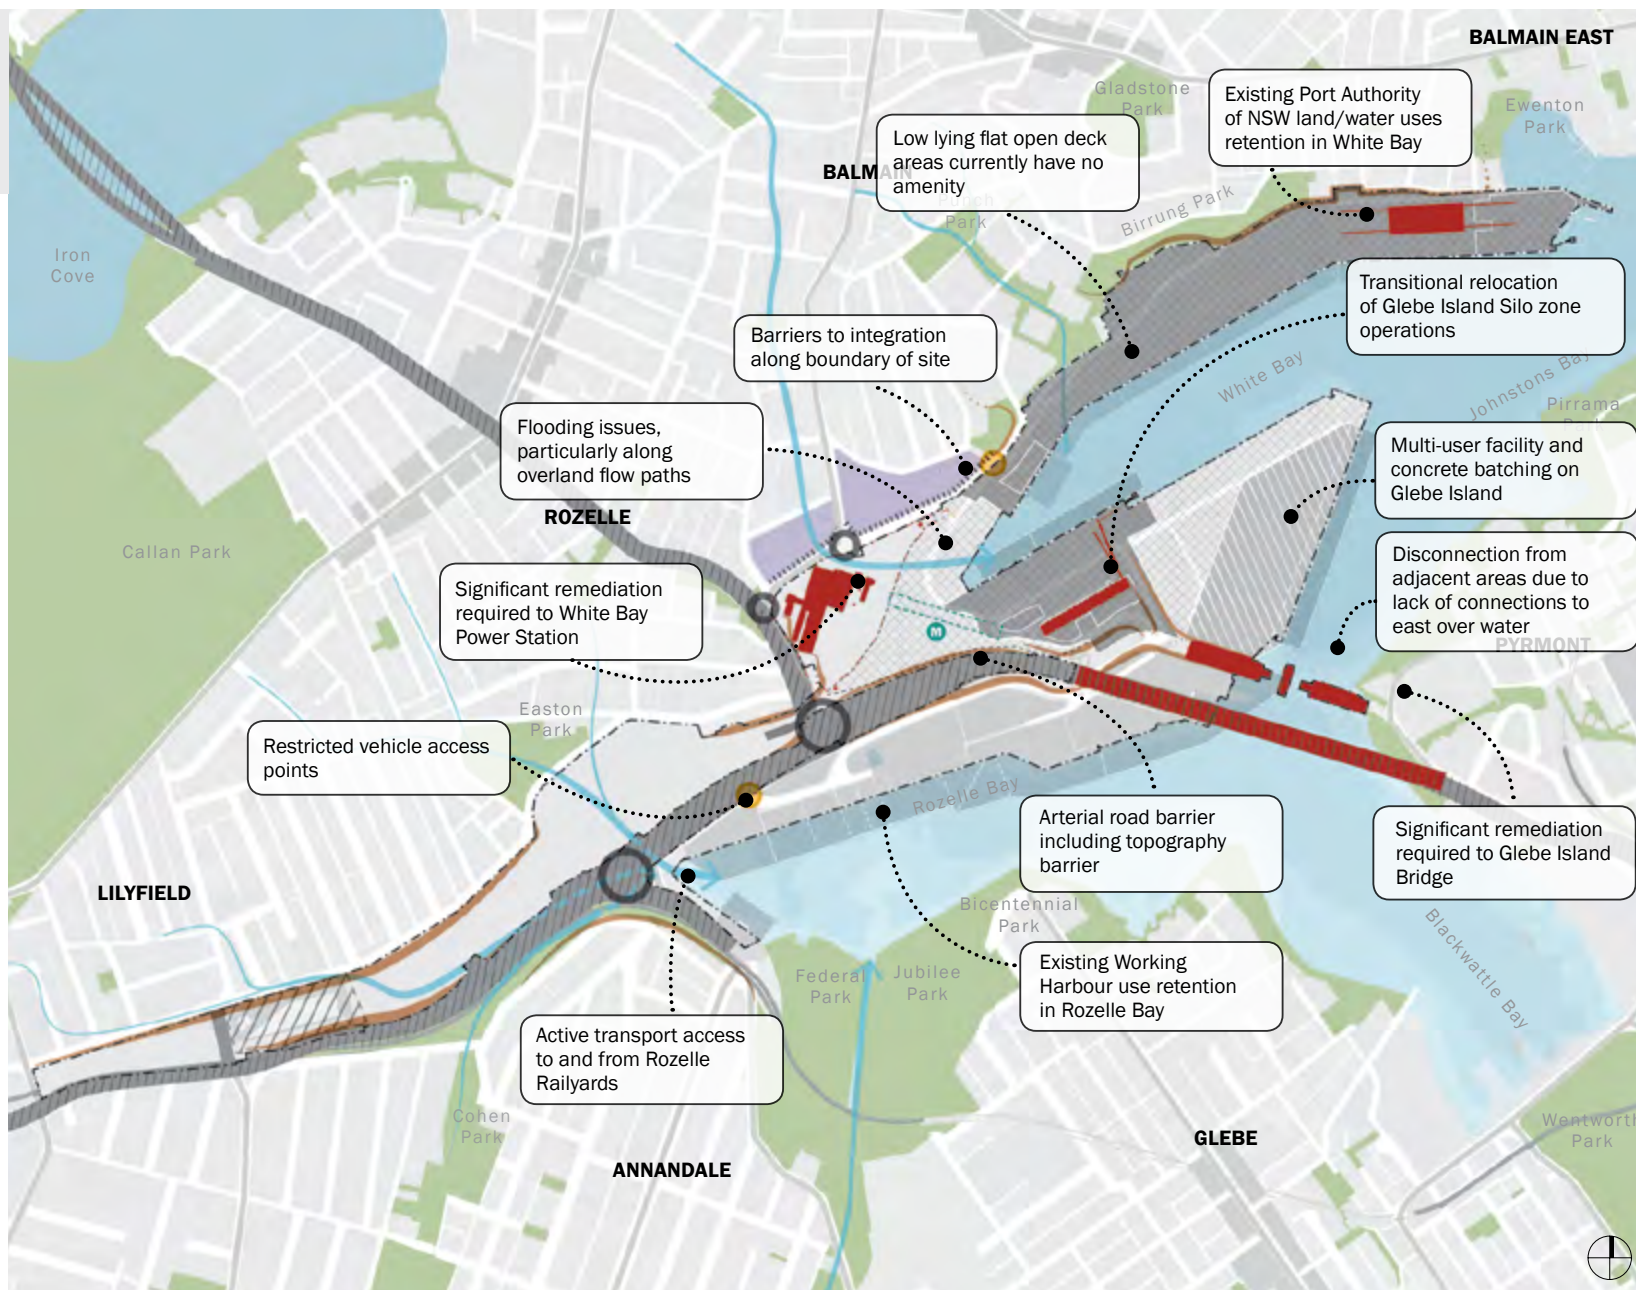 BALMAIN EAST
Gladstone
Park
Existing Port Authority
of NSW land/water uses
retention in White Bay
Ewenton
Park
Low lying flat open deck
areas currently have no
amenity
BALMAIN
Punch
Park
Birrung Park
Iron
Cove
Transitional relocation
of Glebe Island Silo zone
operations
Barriers to integration
along boundary of site
White Bay
Johnstons Bay
Pirrama
Flooding issues,
particularly along
overland flow paths
Multi-user facility and
concrete batching on
Glebe Island
ROZELLE
Callan Park
Disconnection from
adjacent areas due to
lack of connections to
east over water
PYRMONT
Significant remediation
required to White Bay
Power Station
M
Easton
Park
Restricted vehicle access
points
Rozelle Bay
Arterial road barrier
including topography
barrier
Significant remediation
required to Glebe Island
Bridge
LILYFIELD
Bicentennial
Park
Blackwattle Bay
Federal
Park
Jubilee
Park
Existing Working
Harbour use retention
in Rozelle Bay
Active transport access
to and from Rozelle
Railyards
Cohen
Park
Wentworth
Park
GLEBE
ANNANDALE